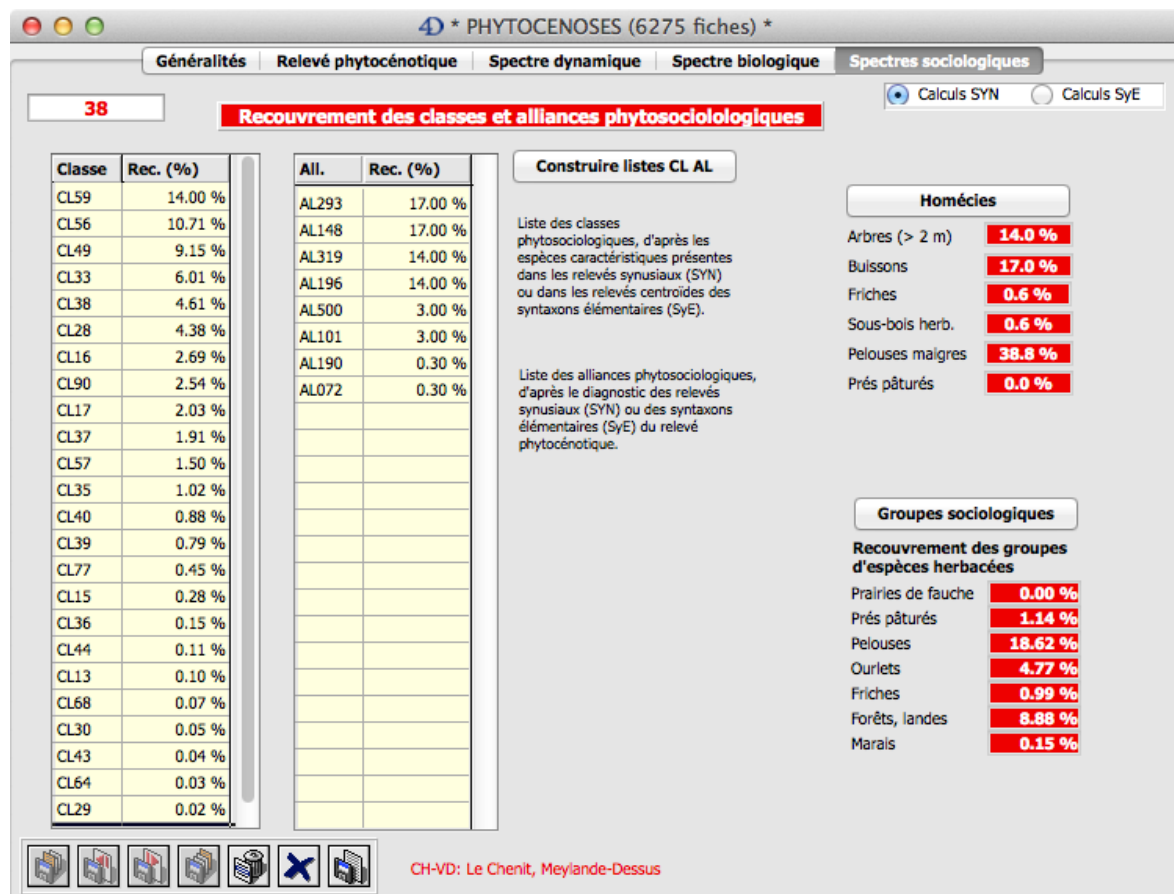 4D * PHYTOCENOSES (6275 fiches) *
Généralités Relevé phytocénotique Spectre dynamique Spectre biologique Spectres sociologiques
Calculs SYN Calculs SyE
38
Recouvrement des classes et alliances phytosociolologiques
Classe Rec. (%)
CL59 14.00 %
CL56 10.71 %
CL49 9.15 %
CL33 6.01 %
CL38 4.61 %
CL28 4.38 %
CL16 2.69 %
CL90 2.54 %
CL17 2.03 %
CL37 1.91 %
CL57 1.50 %
CL35 1.02 %
CL40 0.88 %
CL39 0.79 %
CL77 0.45 %
CL15 0.28 %
CL36 0.15 %
CL44 0.11 %
CL13 0.10 %
CL68 0.07 %
CL30 0.05 %
CL43 0.04 %
CL64 0.03 %
CL29 0.02 %
All. Rec. (%)
AL293 17.00 %
AL148 17.00 %
AL319 14.00 %
AL196 14.00 %
AL500 3.00 %
AL101 3.00 %
AL190 0.30 %
AL072 0.30 %
Construire listes CL AL
Liste des classes
phytosociologiques, d'après les
espèces caractéristiques présentes
dans les relevés synusiaux (SYN)
ou dans les relevés centroïdes des
syntaxons élémentaires (SyE).
Liste des alliances phytosociologiques,
d'après le diagnostic des relevés
synusiaux (SYN) ou des syntaxons
élémentaires (SyE) du relevé
phytocénotique.
Homécies
Arbres (> 2 m) 14.0 %
Buissons 17.0 %
Friches 0.6 %
Sous-bois herb. 0.6 %
Pelouses maigres 38.8 %
Prés pâturés 0.0 %
Groupes sociologiques
Recouvrement des groupes
d'espèces herbacées
Prairies de fauche 0.00 %
Prés pâturés 1.14 %
Pelouses 18.62 %
Ourlets 4.77 %
Friches 0.99 %
Forêts, landes 8.88 %
Marais 0.15 %
CH-VD: Le Chenit, Meylande-Dessus